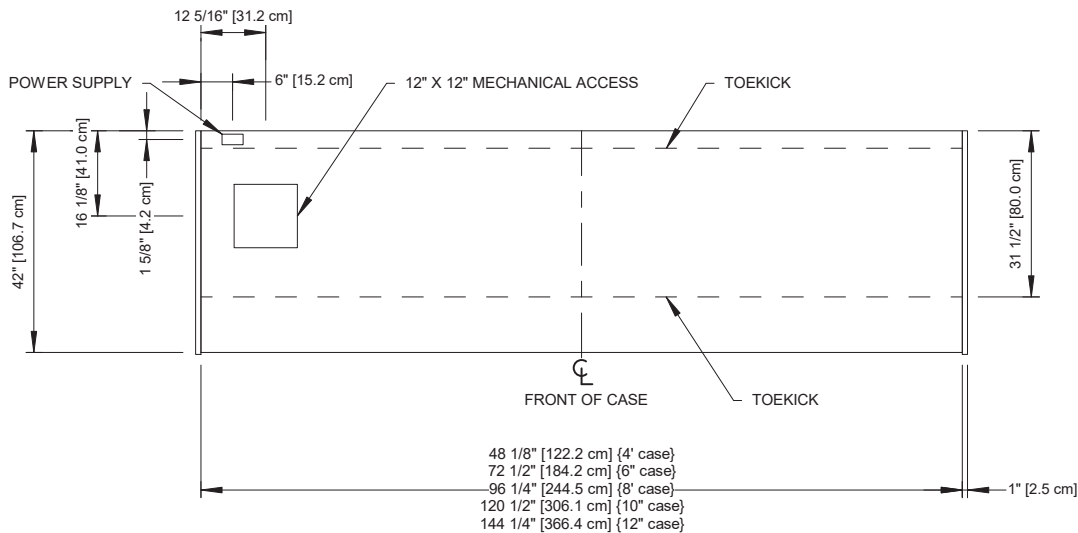 12 5/16" [31.2 cm]
6" [15.2 cm]
POWER SUPPLY
12" X 12" MECHANICAL ACCESS
TOEKICK
42" [106.7 cm]
16 1/8" [41.0 cm]
1 5/8" [4.2 cm]
31 1/2" [80.0 cm]
℄
FRONT OF CASE
TOEKICK
48 1/8" [122.2 cm] {4' case}
72 1/2" [184.2 cm] {6" case}
96 1/4" [244.5 cm] {8' case}
120 1/2" [306.1 cm] {10" case}
144 1/4" [366.4 cm] {12" case}
1" [2.5 cm]